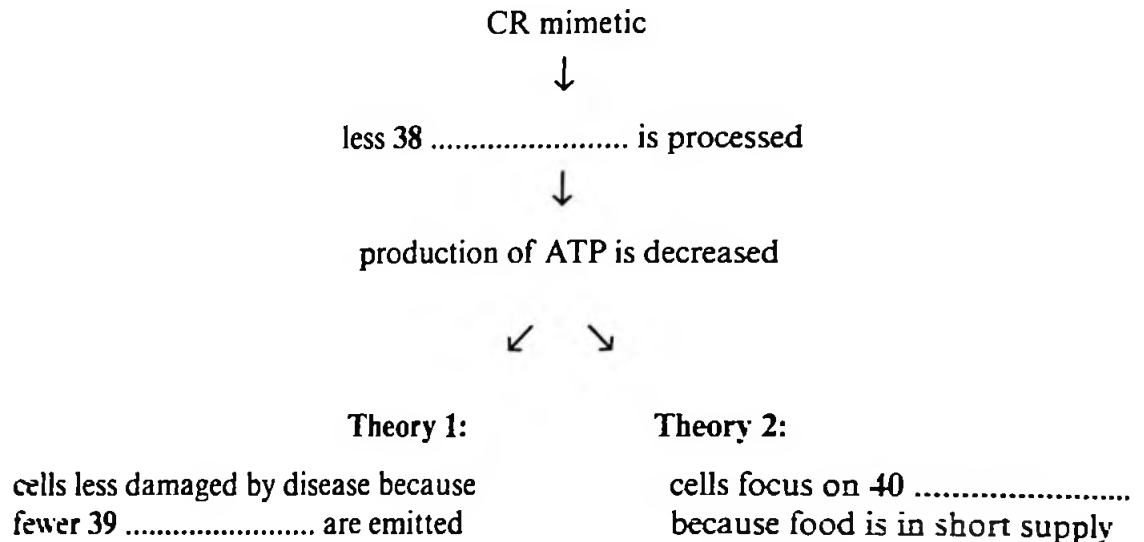 CR mimetic
↓
less 38 ........................ is processed
↓
production of ATP is decreased
↙ ↘
Theory 1: Theory 2:
cells less damaged by disease because
fewer 39 ........................ are emitted
cells focus on 40 ...........................
because food is in short supply